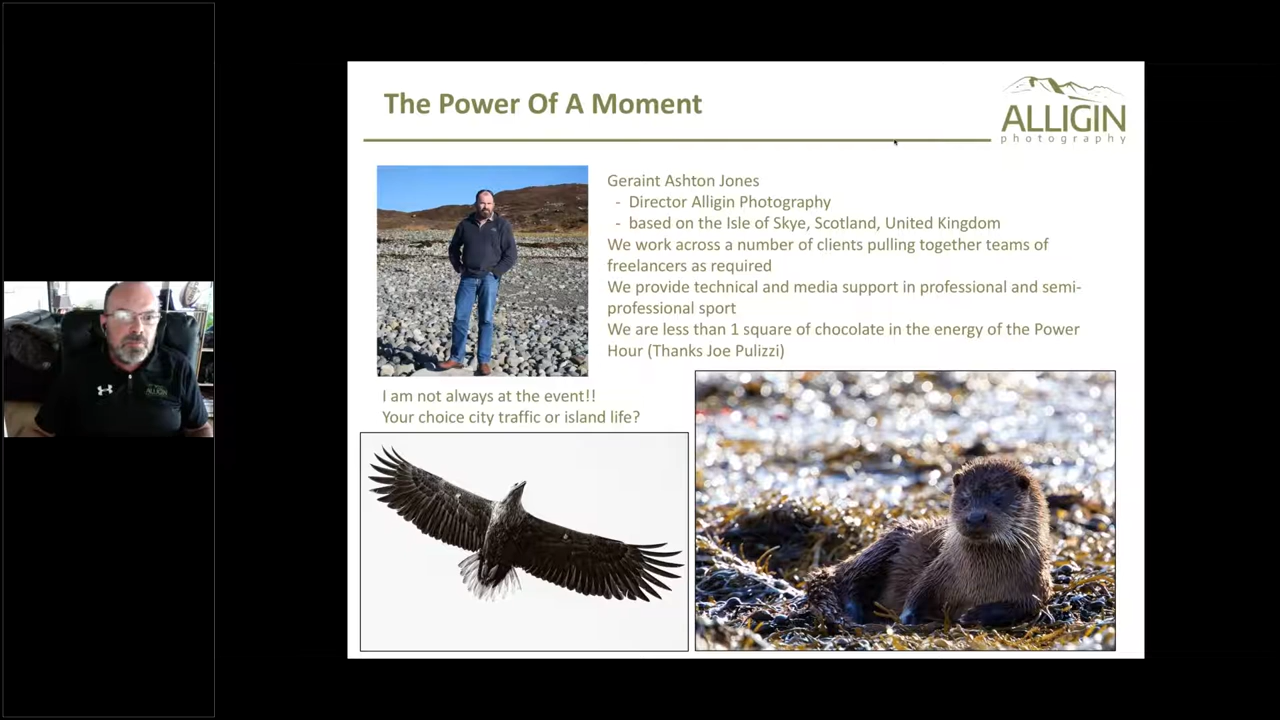 The Power Of A Moment
ALLIGIN
photography
Geraint Ashton Jones
- Director Alligin Photography
- based on the Isle of Skye, Scotland, United Kingdom
We work across a number of clients pulling together teams of
freelancers as required
We provide technical and media support in professional and semi-
professional sport
We are less than 1 square of chocolate in the energy of the Power
Hour (Thanks Joe Pulizzi)
I am not always at the event!!
Your choice city traffic or island life?
ALLIGIN